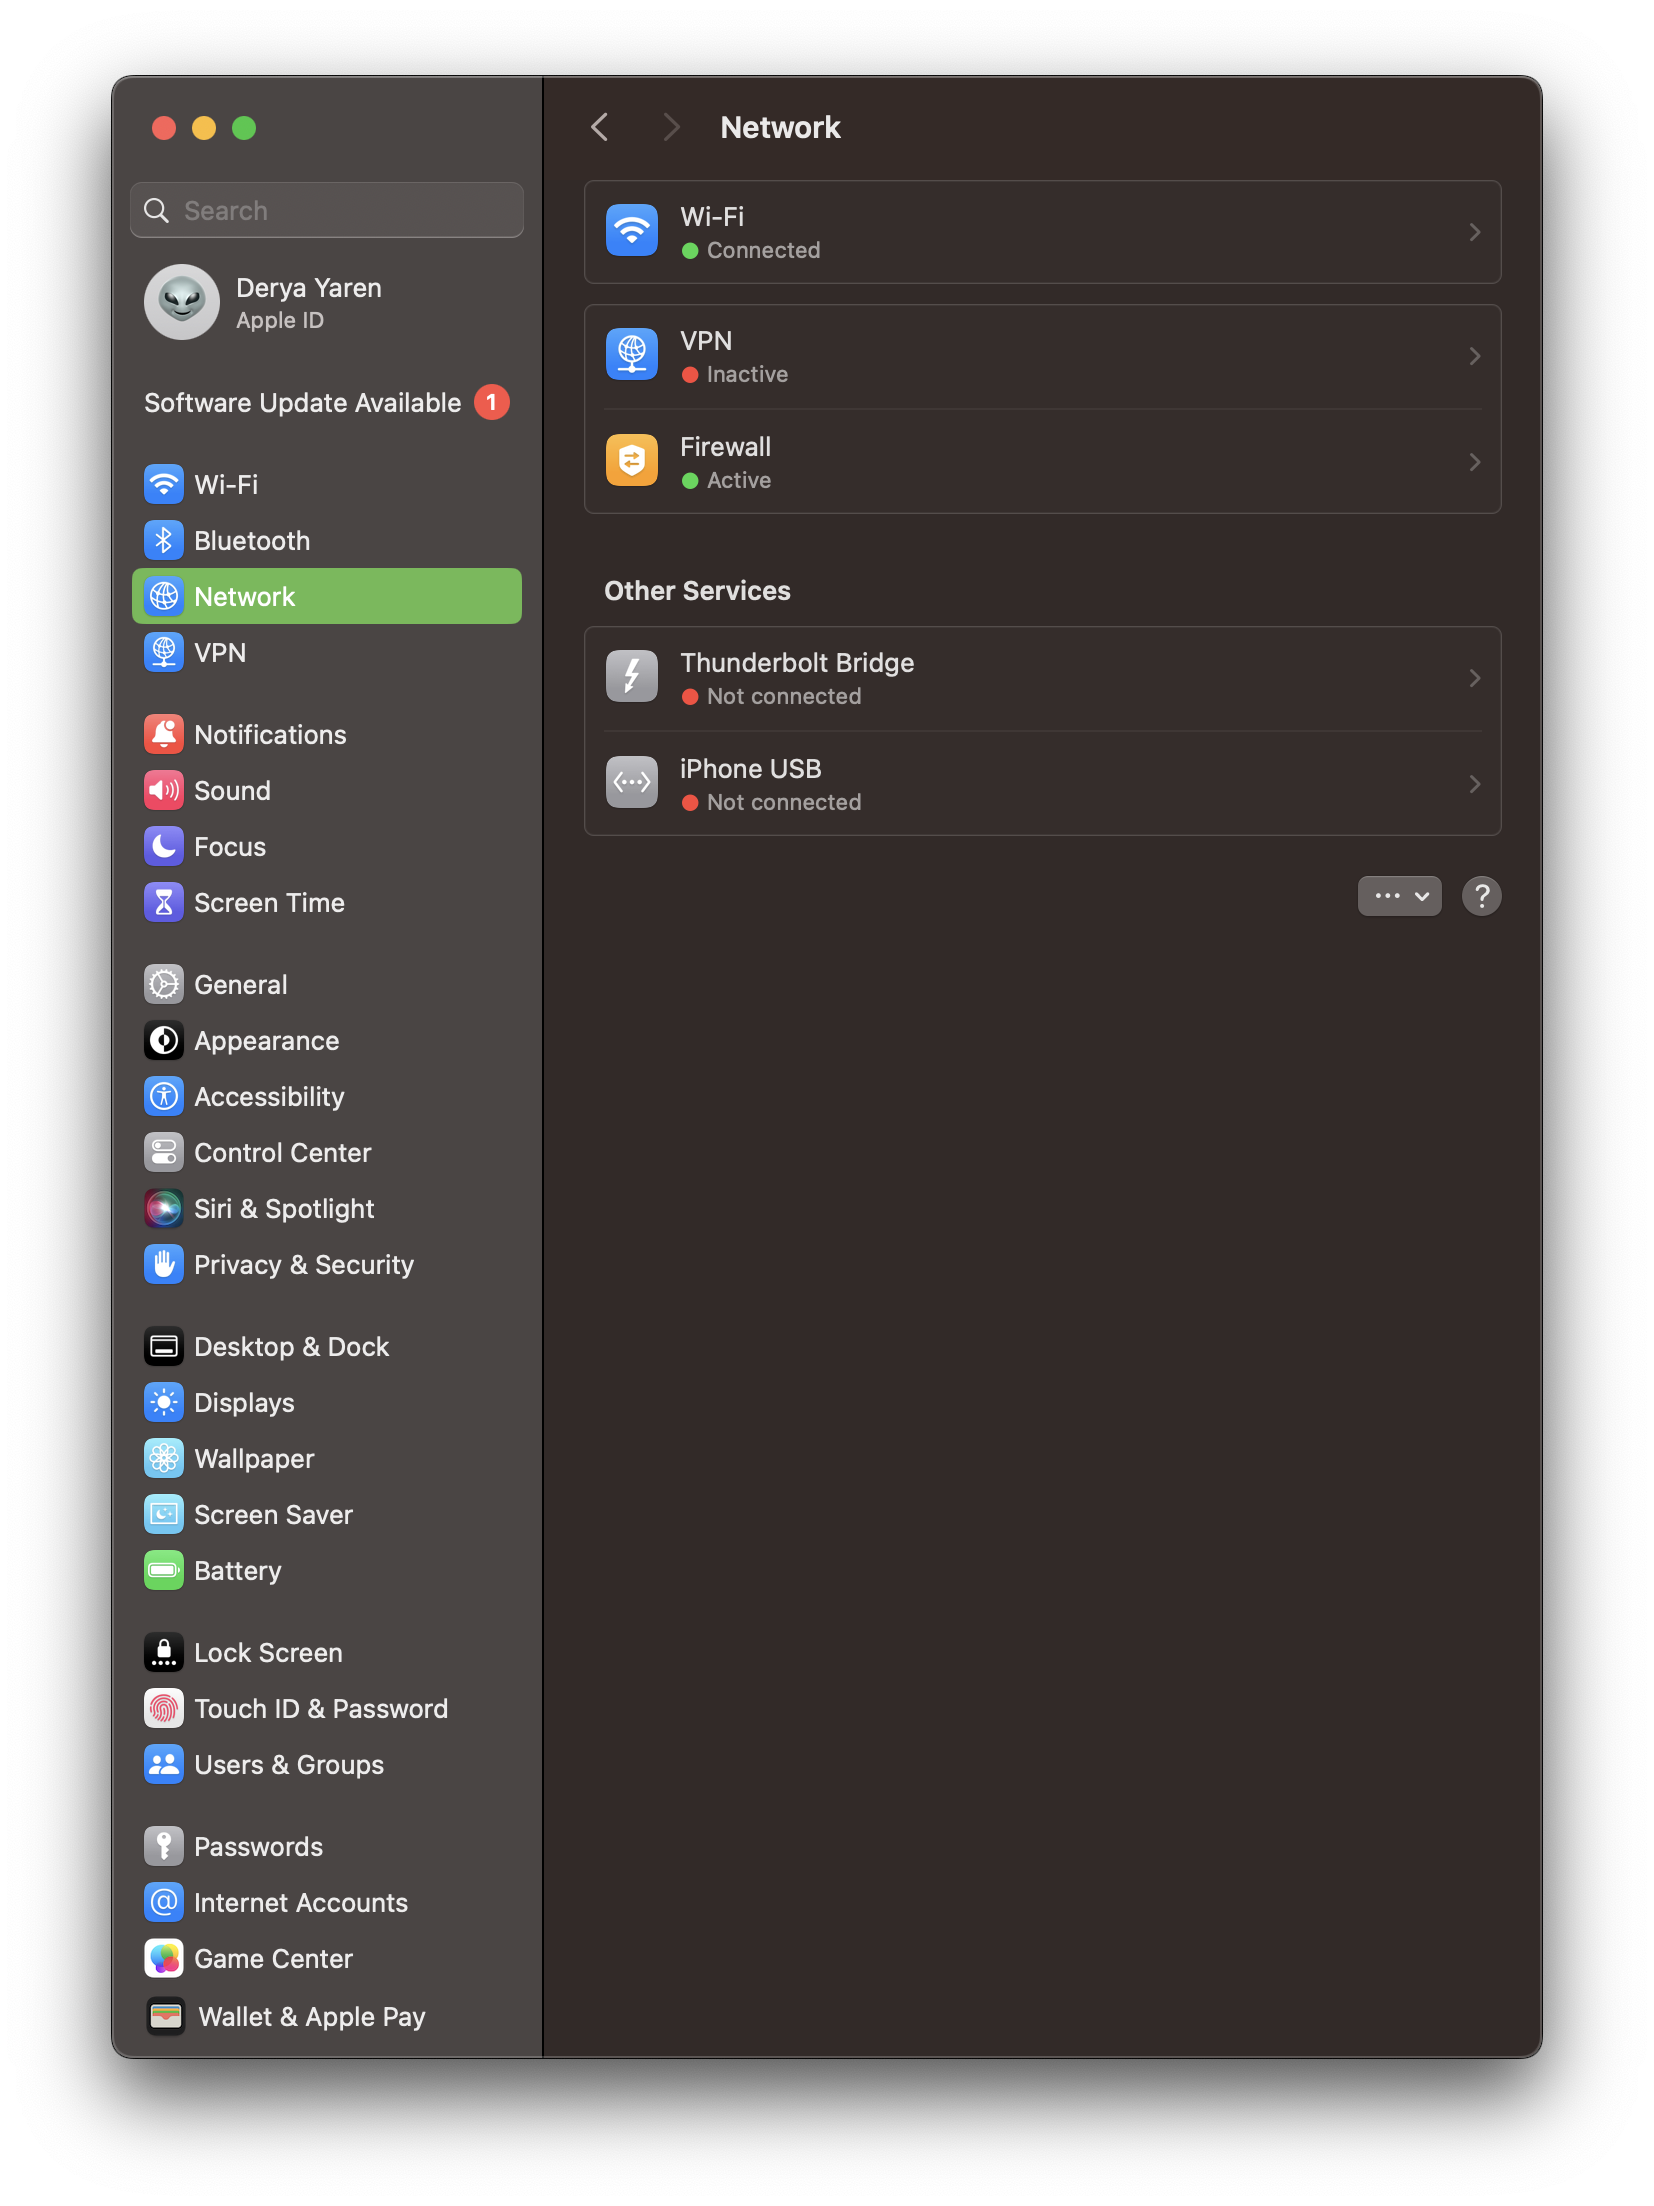 Search
Derya Yaren
Apple ID
Software Update Available 1
Wi-Fi
Bluetooth
Network
VPN
Notifications
Sound
Focus
Screen Time
General
Appearance
Accessibility
Control Center
Siri & Spotlight
Privacy & Security
Desktop & Dock
Displays
Wallpaper
Screen Saver
Battery
Lock Screen
Touch ID & Password
Users & Groups
Passwords
Internet Accounts
Game Center
Wallet & Apple Pay
Network
Wi-Fi
Connected
VPN
Inactive
Firewall
Active
Other Services
Thunderbolt Bridge
Not connected
iPhone USB
Not connected
?